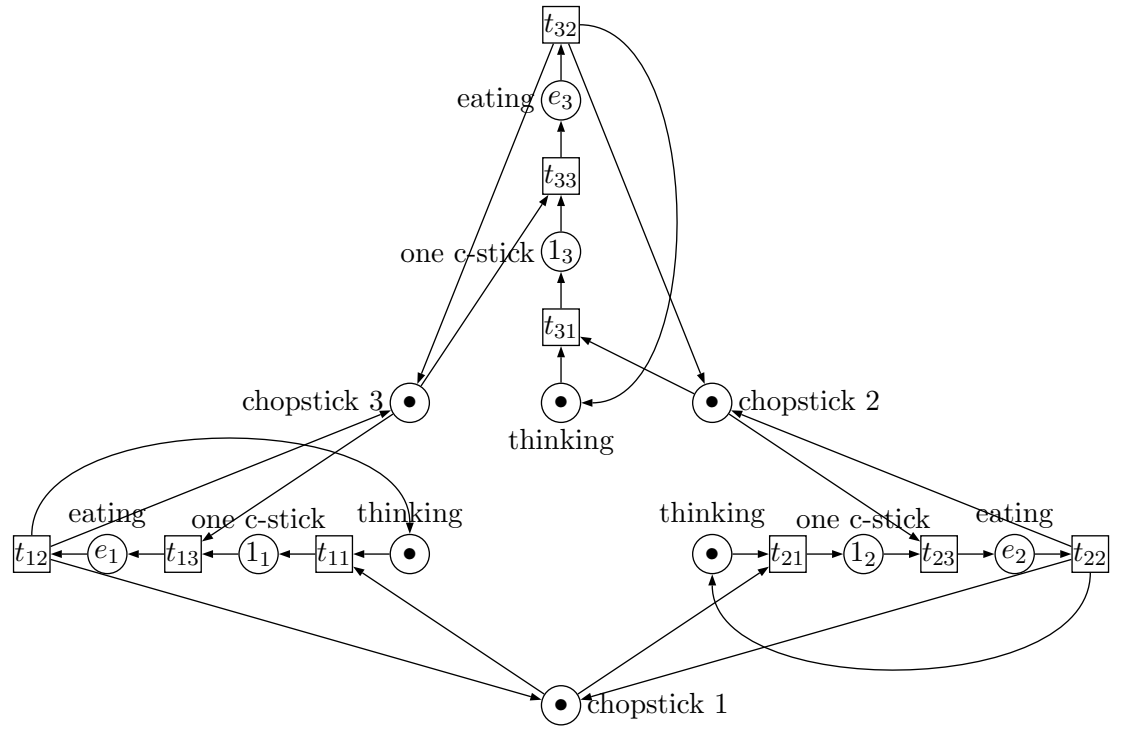 t₃₂
eating e₃
t₃₃
one c-stick 1₃
t₃₁
chopstick 3
chopstick 2
thinking
eating one c-stick thinking
thinking one c-stick eating
t₁₂ e₁ t₁₃ 1₁ t₁₁
t₂₁ 1₂ t₂₃ e₂ t₂₂
chopstick 1